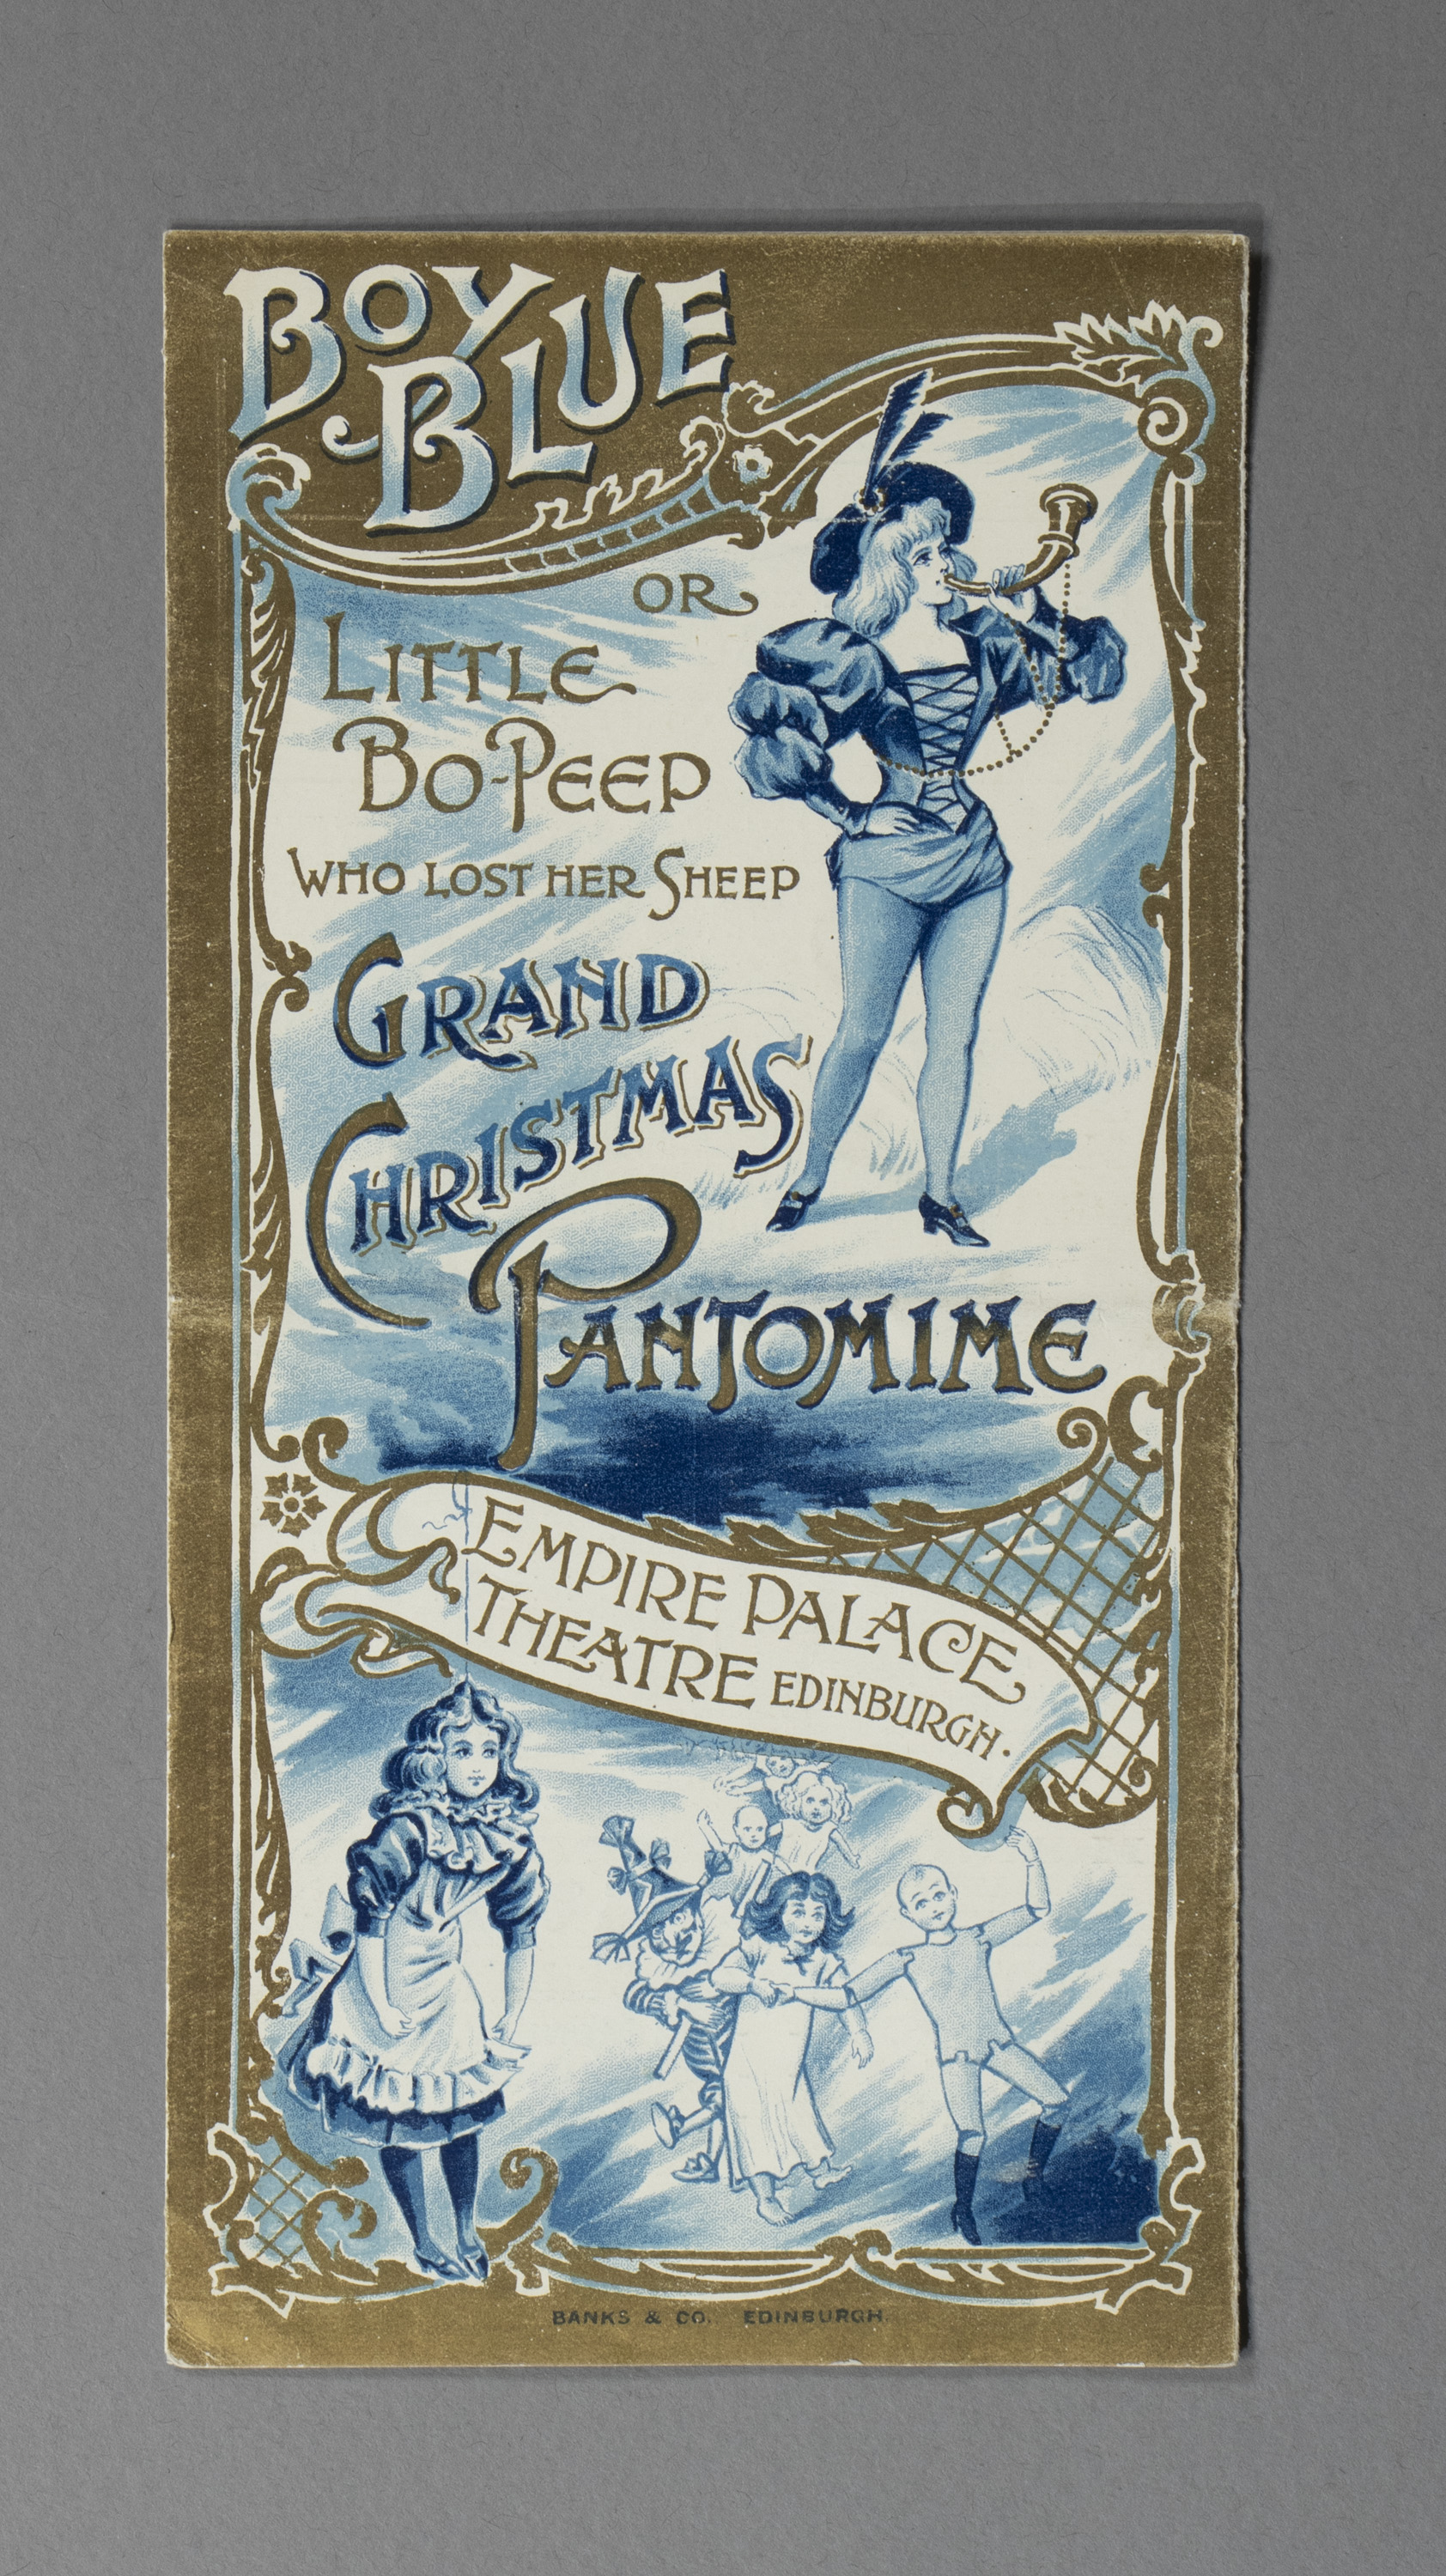 BOY
BLUE
OR
LITTLE
BO-PEEP
WHO LOST HER SHEEP
GRAND
CHRISTMAS
PANTOMIME
EMPIRE PALACE
THEATRE EDINBURGH.
BANKS & CO. EDINBURGH.